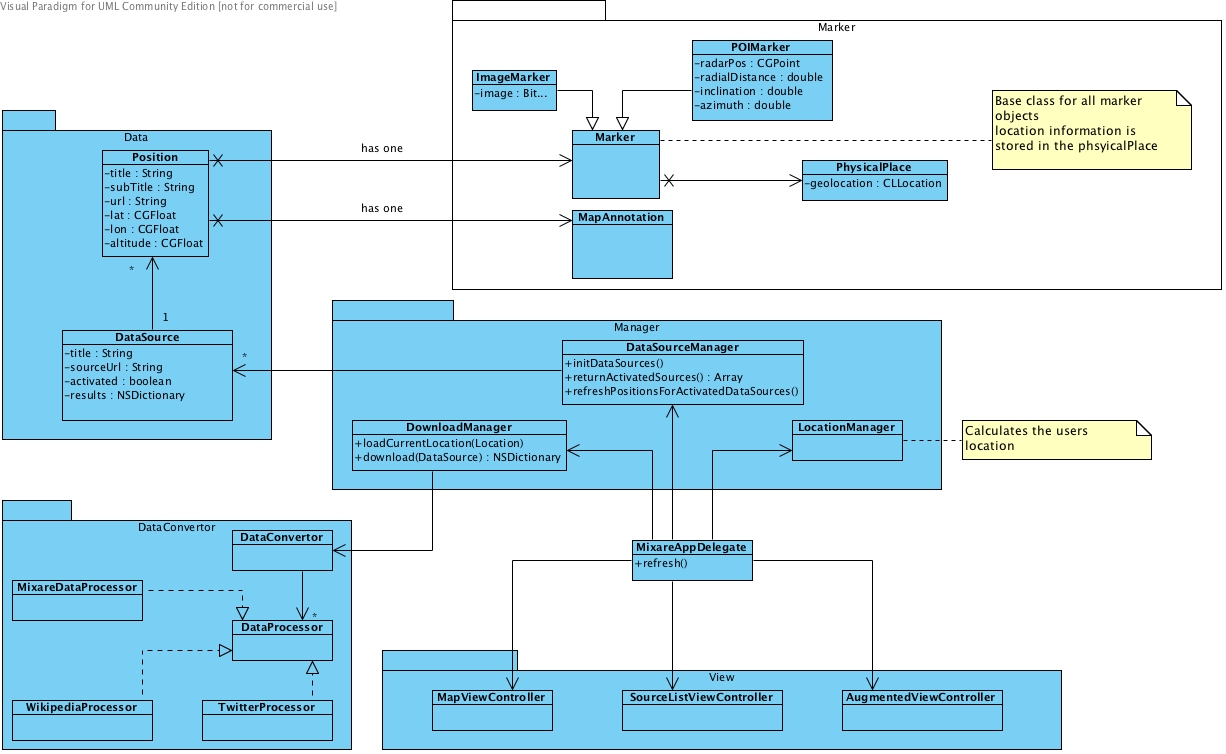 Visual Paradigm for UML Community Edition [not for commercial use]
Marker
POIMarker
-radarPos : CGPoint
-radialDistance : double
-inclination : double
-azimuth : double
ImageMarker
-image : Bit...
Base class for all marker
objects
location information is
stored in the phsyicalPlace
Data
Position
-title : String
-subTitle : String
-url : String
-lat : CGFloat
-lon : CGFloat
-altitude : CGFloat
has one
Marker
PhysicalPlace
-geolocation : CLLocation
has one
MapAnnotation
*
1
DataSource
-title : String
-sourceUrl : String
-activated : boolean
-results : NSDictionary
*
Manager
DataSourceManager
+initDataSources()
+returnActivatedSources() : Array
+refreshPositionsForActivatedDataSources()
DownloadManager
+loadCurrentLocation(Location)
+download(DataSource) : NSDictionary
LocationManager
Calculates the users
location
DataConvertor
DataConvertor
MixareDataProcessor
*
DataProcessor
WikipediaProcessor
TwitterProcessor
MixareAppDelegate
+refresh()
View
MapViewController
SourceListViewController
AugmentedViewController